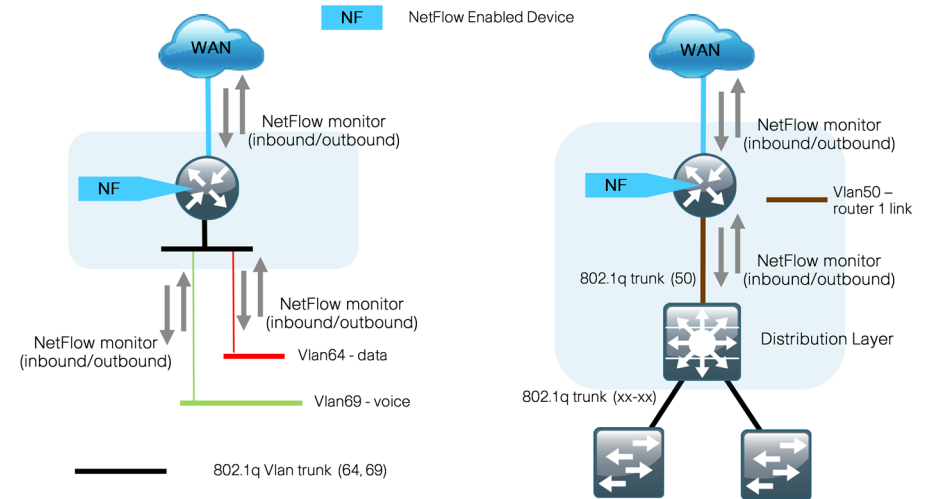 NF
NetFlow Enabled Device
WAN
NetFlow monitor
(inbound/outbound)
NF
NetFlow monitor
(inbound/outbound)
NetFlow monitor
(inbound/outbound)
Vlan64 - data
Vlan69 - voice
802.1q Vlan trunk (64, 69)
WAN
NetFlow monitor
(inbound/outbound)
NF
Vlan50 –
router 1 link
802.1q trunk (50)
NetFlow monitor
(inbound/outbound)
Distribution Layer
802.1q trunk (xx-xx)